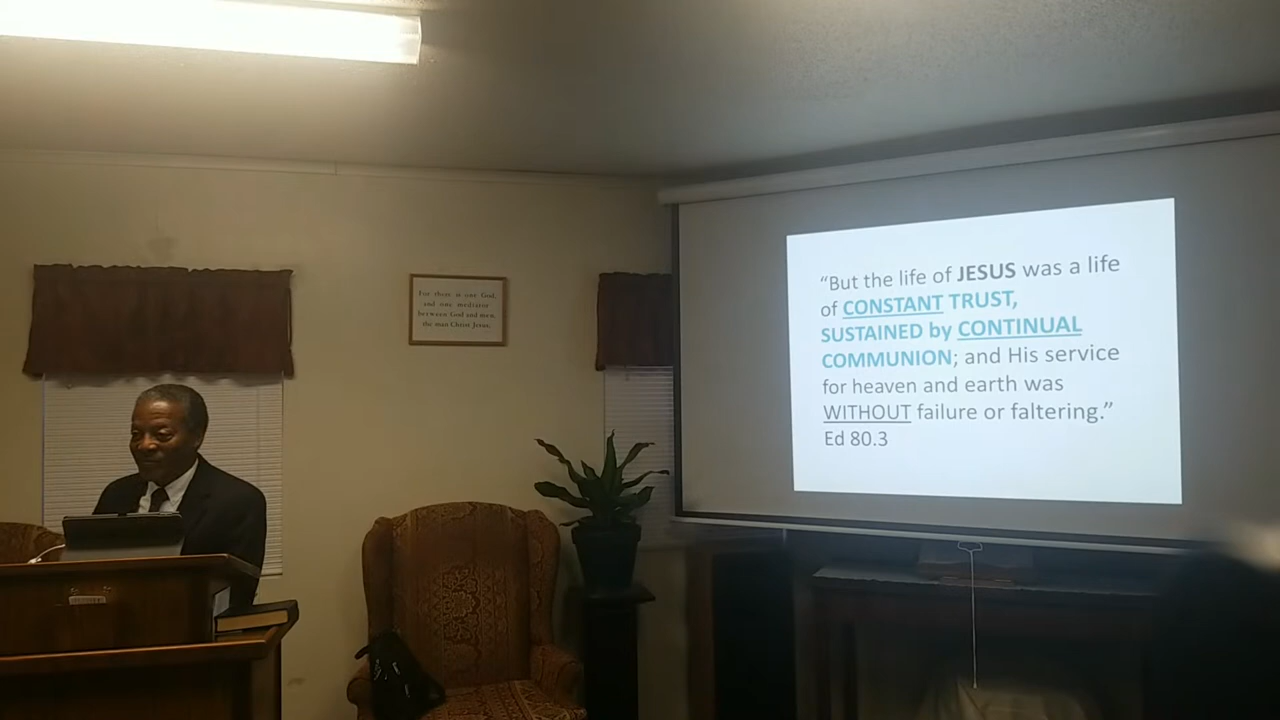 For there is one God,
and one mediator
between God and men,
the man Christ Jesus.
“But the life of JESUS was a life
of CONSTANT TRUST,
SUSTAINED by CONTINUAL
COMMUNION; and His service
for heaven and earth was
WITHOUT failure or faltering.”
Ed 80.3